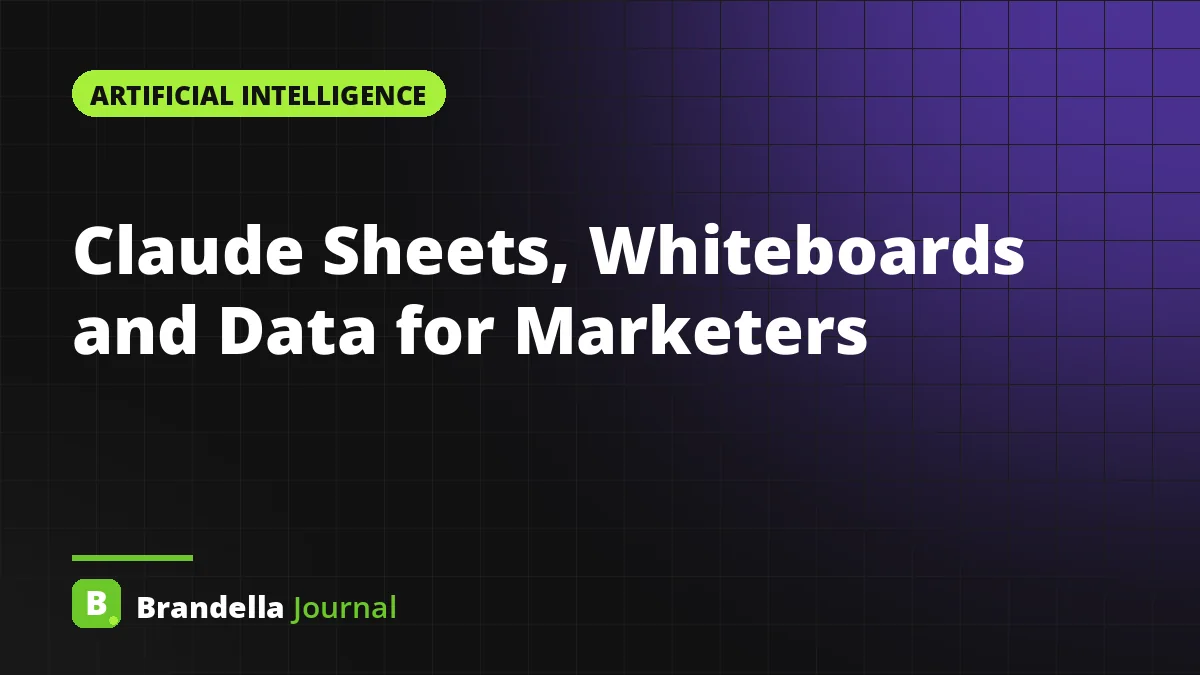 ARTIFICIAL INTELLIGENCE
Claude Sheets, Whiteboards
and Data for Marketers
B
Brandella Journal